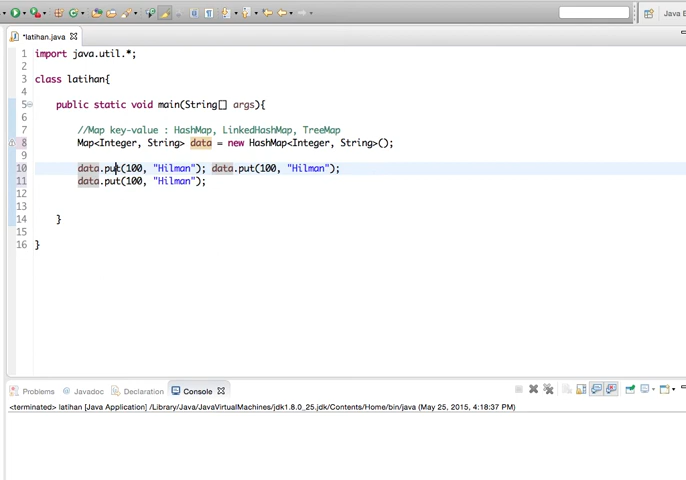 Java E
*latihan.java
1 import java.util.*;
2
3 class latihan{
4
5 public static void main(String[] args){
6
7 //Map key-value : HashMap, LinkedHashMap, TreeMap
8 Map<Integer, String> data = new HashMap<Integer, String>();
9
10 data.put(100, "Hilman"); data.put(100, "Hilman");
11 data.put(100, "Hilman");
12
13
14 }
15
16 }
Problems Javadoc Declaration Console
<terminated> latihan [Java Application] /Library/Java/JavaVirtualMachines/jdk1.8.0_25.jdk/Contents/Home/bin/java (May 25, 2015, 4:18:37 PM)